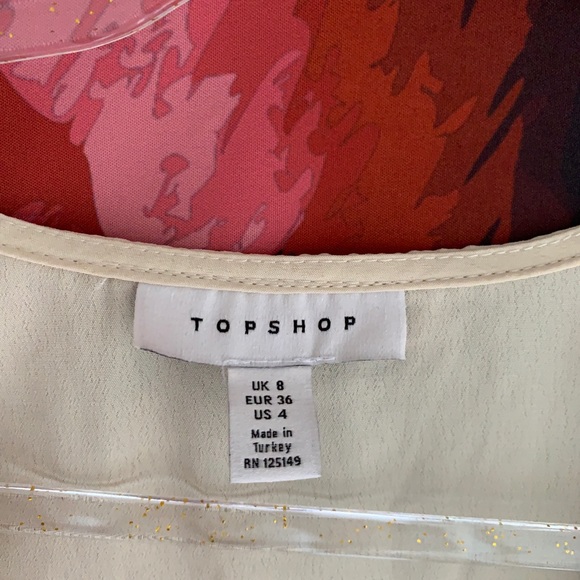 TOPSHOP
UK 8
EUR 36
US 4
Made in
Turkey
RN 125149